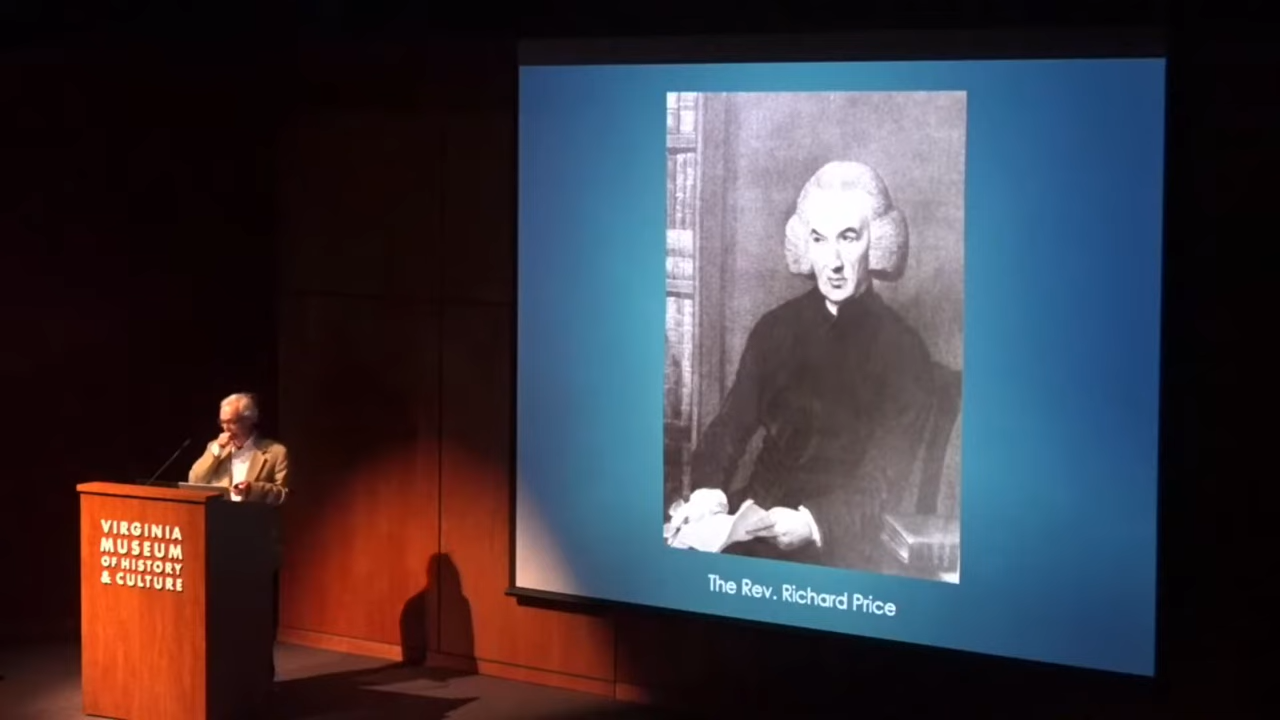 VIRGINIA
MUSEUM
OF HISTORY
& CULTURE
The Rev. Richard Price